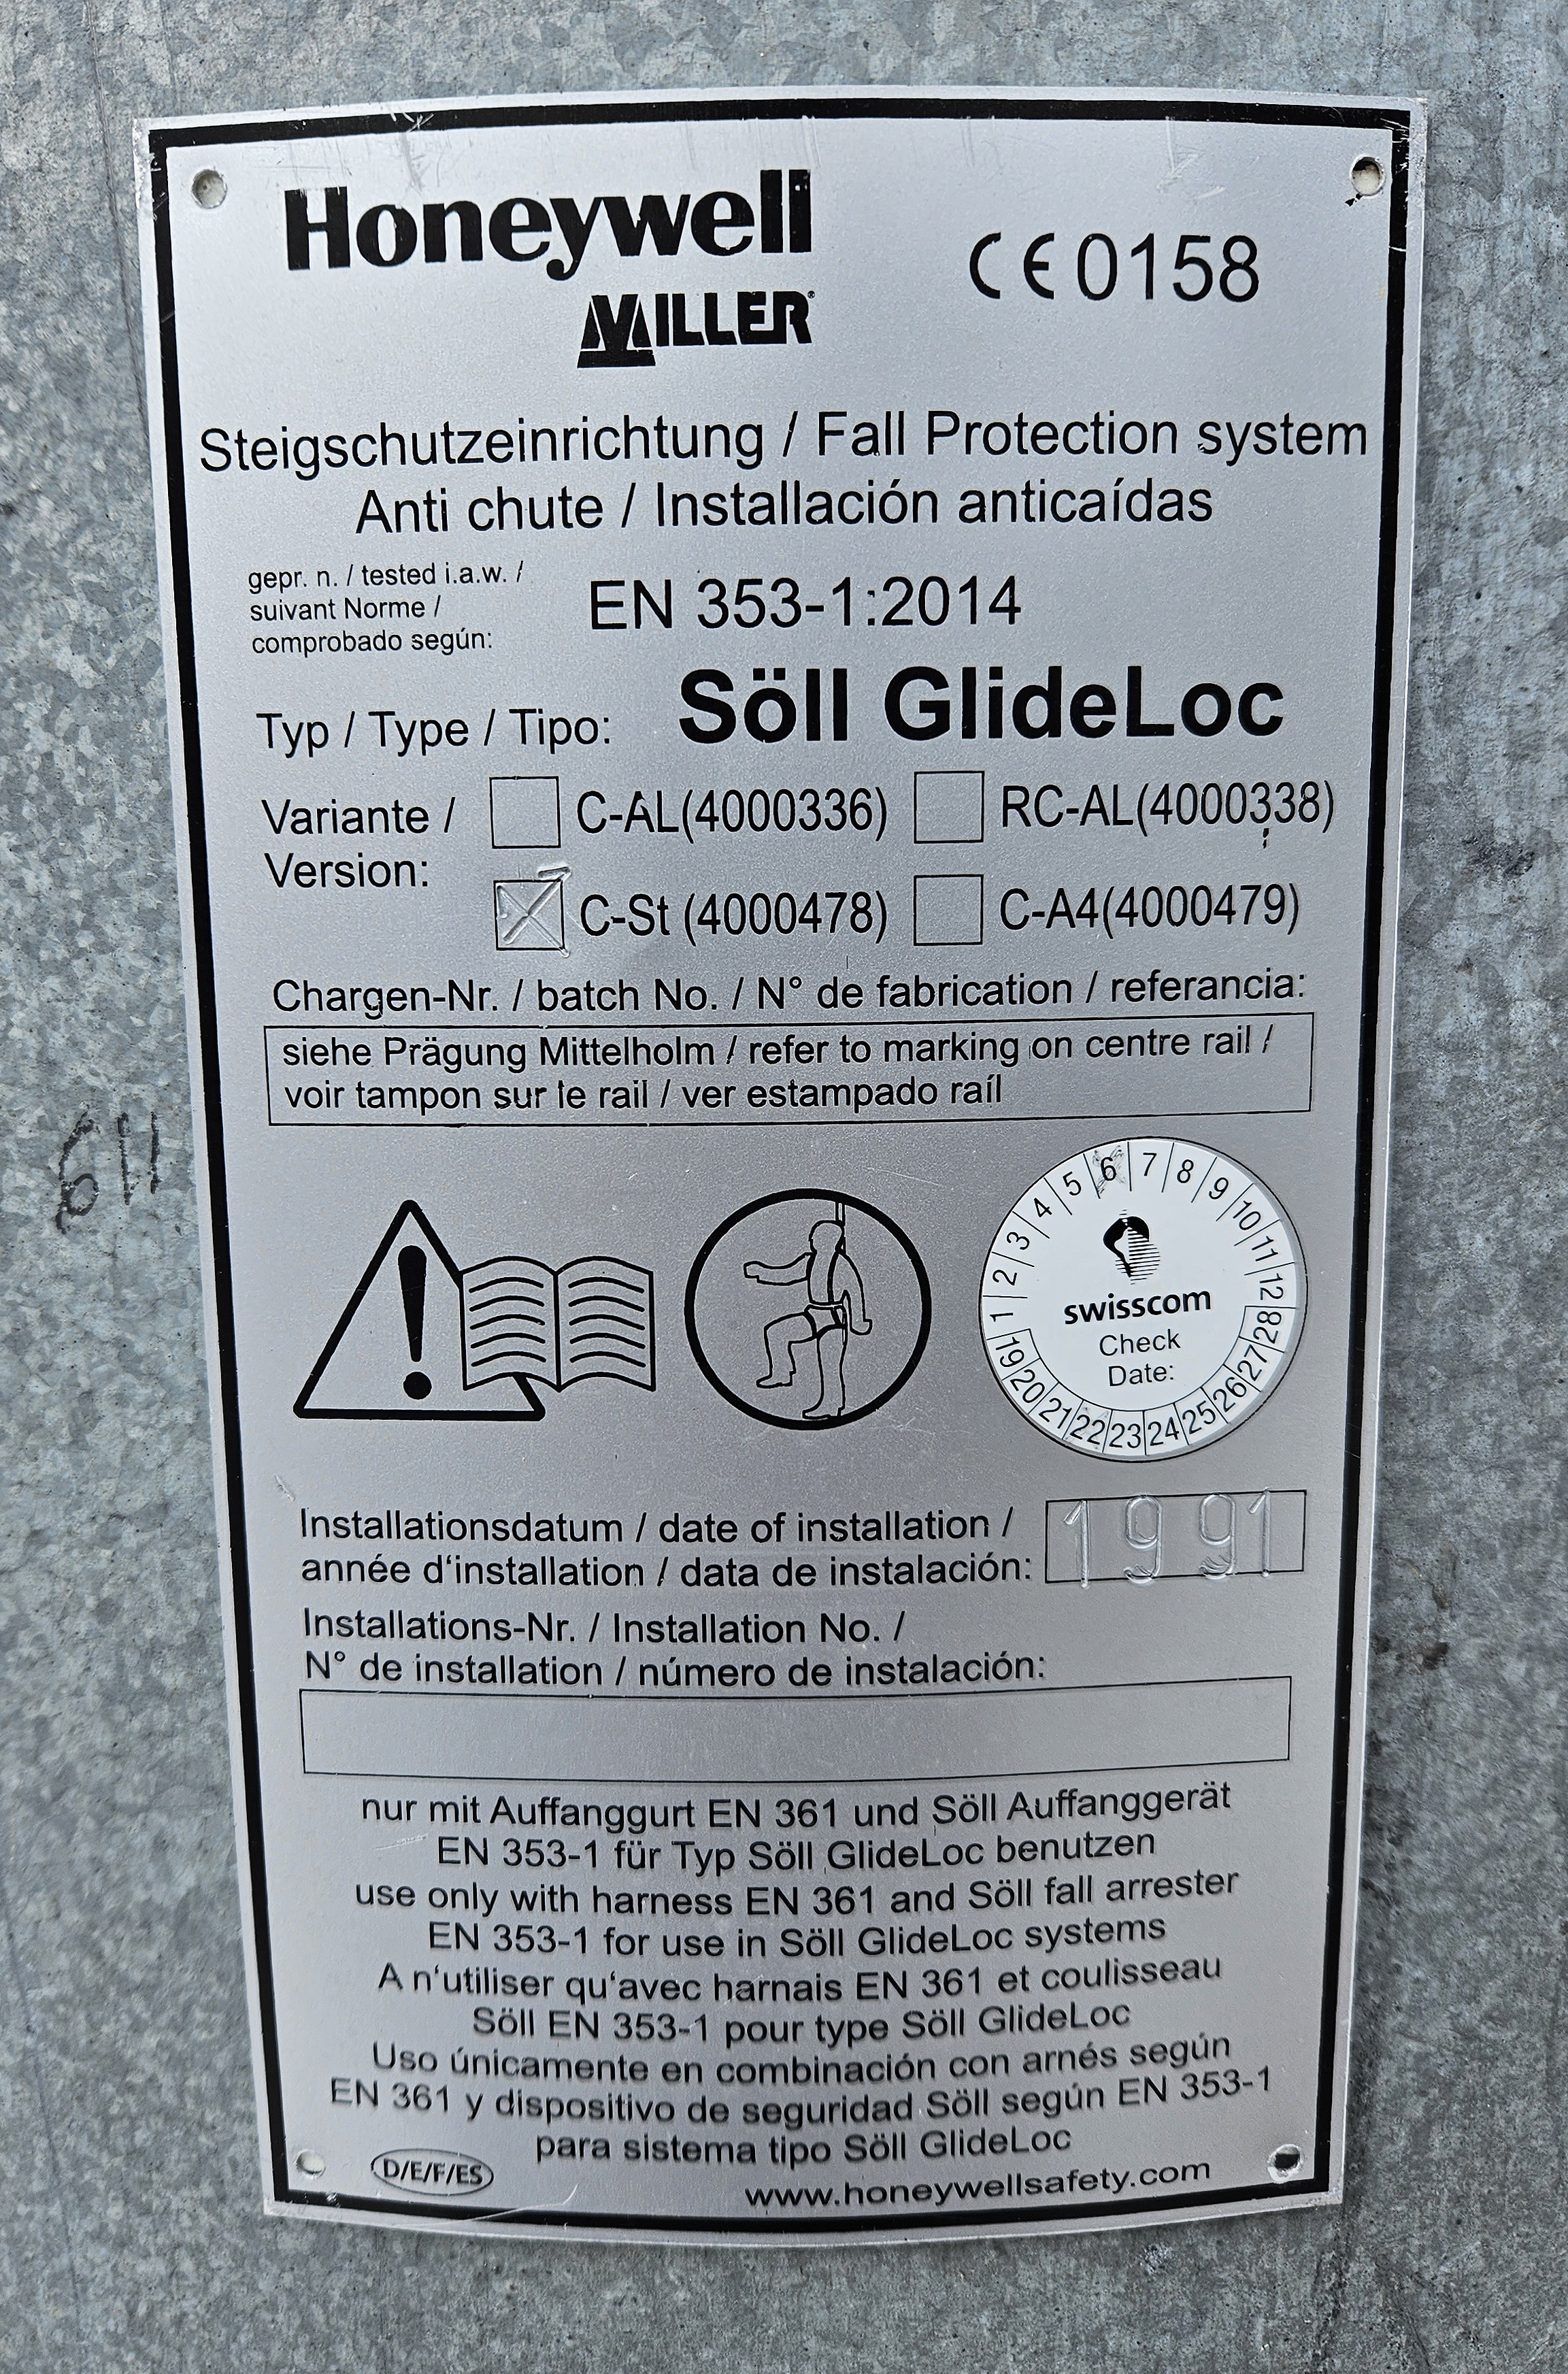 Honeywell
MILLER®
CE 0158
Steigschutzeinrichtung / Fall Protection system
Anti chute / Installación anticaídas
gepr. n. / tested i.a.w. /
suivant Norme /
comprobado según:
EN 353-1:2014
Typ / Type / Tipo: Söll GlideLoc
Variante /
Version:
C-AL(4000336)
RC-AL(4000338)
C-St (4000478)
C-A4(4000479)
Chargen-Nr. / batch No. / N° de fabrication / referancia:
siehe Prägung Mittelholm / refer to marking on centre rail /
voir tampon sur le rail / ver estampado raíl
611
1 2 3 4 5 6 7 8 9 10 11 12
swisscom
Check
Date:
19 20 21 22 23 24 25 26 27 28
Installationsdatum / date of installation /
année d'installation / data de instalación:
1991
Installations-Nr. / Installation No. /
N° de installation / número de instalación:
nur mit Auffanggurt EN 361 und Söll Auffanggerät
EN 353-1 für Typ Söll GlideLoc benutzen
use only with harness EN 361 and Söll fall arrester
EN 353-1 for use in Söll GlideLoc systems
A n'utiliser qu'avec harnais EN 361 et coulisseau
Söll EN 353-1 pour type Söll GlideLoc
Uso únicamente en combinación con arnés según
EN 361 y dispositivo de seguridad Söll según EN 353-1
para sistema tipo Söll GlideLoc
D/E/F/ES
www.honeywellsafety.com